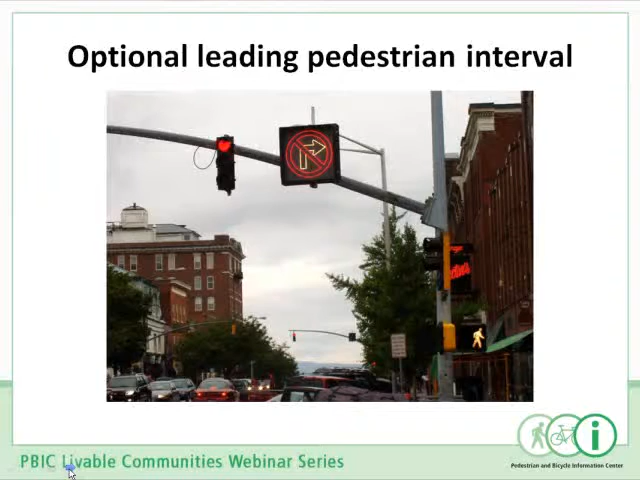 Optional leading pedestrian interval
PBIC Livable Communities Webinar Series
Pedestrian and Bicycle Information Center